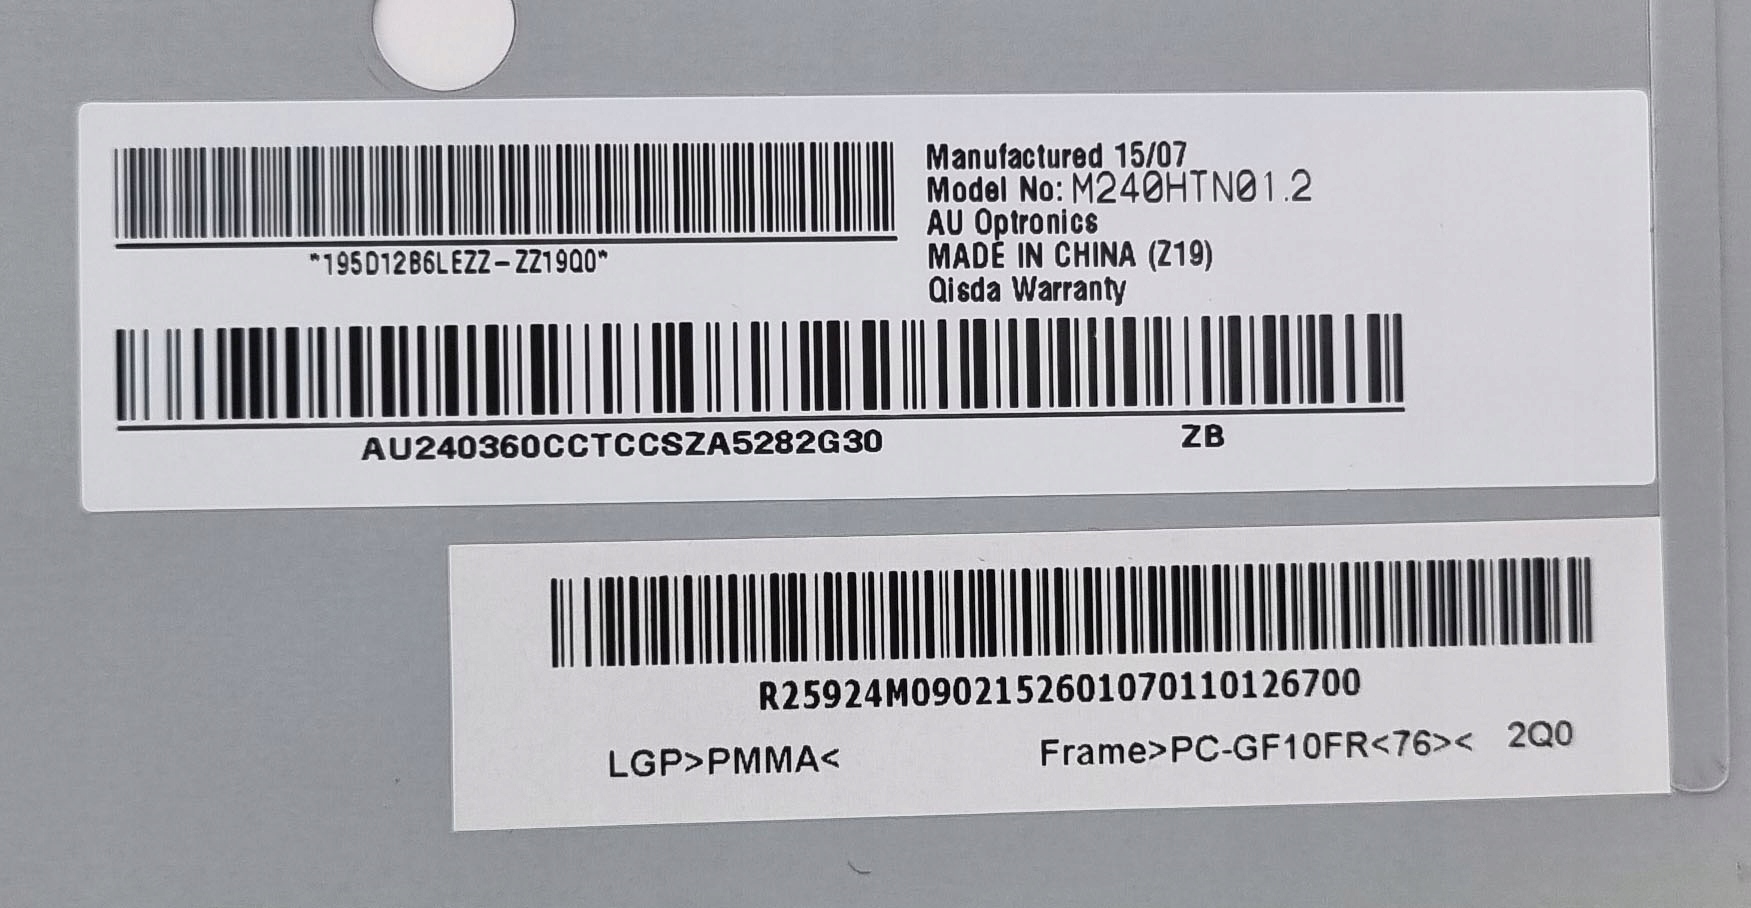 Manufactured 15/07
Model No: M240HTN01.2
AU Optronics
MADE IN CHINA (Z19)
Qisda Warranty
*195D12B6LEZZ-ZZ19Q0*
AU240360CCTCCSZA5282G30 ZB
R25924M0902152601070110126700
LGP>PMMA< Frame>PC-GF10FR<76>< 2Q0